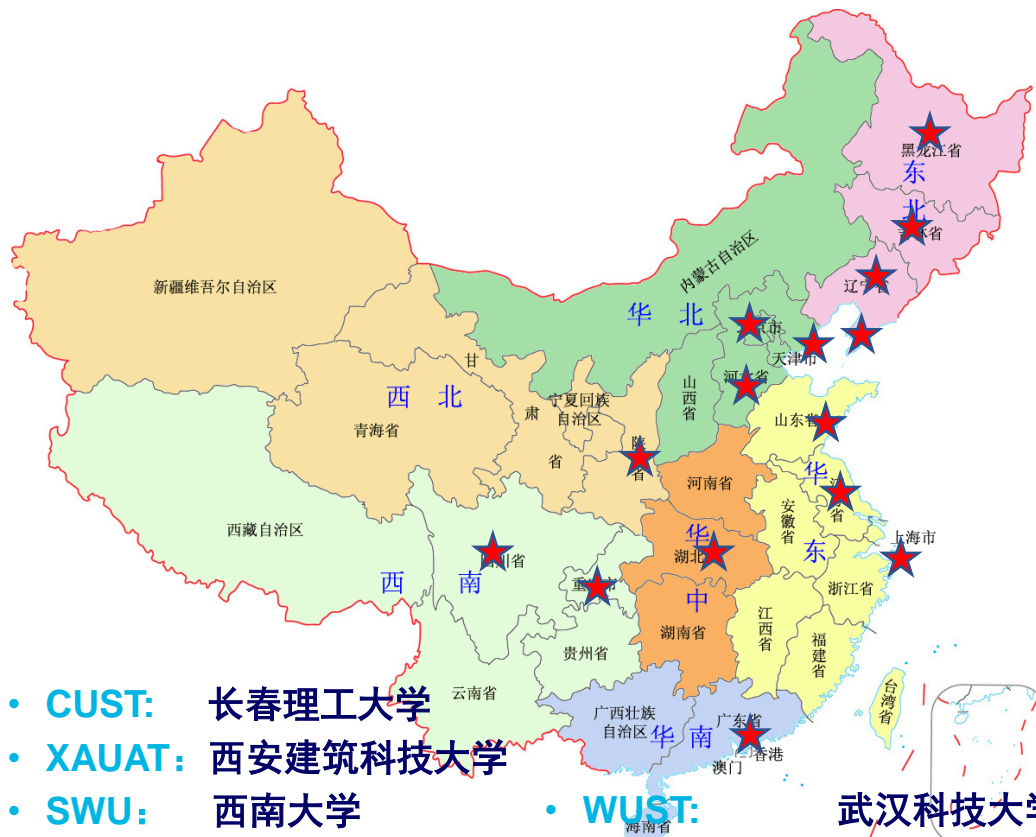 黑龙江省
东
北
吉林省
辽宁省
内蒙古自治区
新疆维吾尔自治区
华 北
北京市
天津市
甘
肃
省
宁夏回族
自治区
山西省
河北省
西 北
青海省
陕
省
山东省
河南省
华
东
安徽省
江
省
西藏自治区
四川省
华
中
湖北
上海市
西 南
重庆市
浙江省
湖南省
江西省
福建省
贵州省
云南省
台湾省
广西壮族
自治区
广东省
华 南
香港
澳门
海南省
• CUST: 长春理工大学
• XAUAT：西安建筑科技大学
• SWU： 西南大学
• WUST: 武汉科技大学